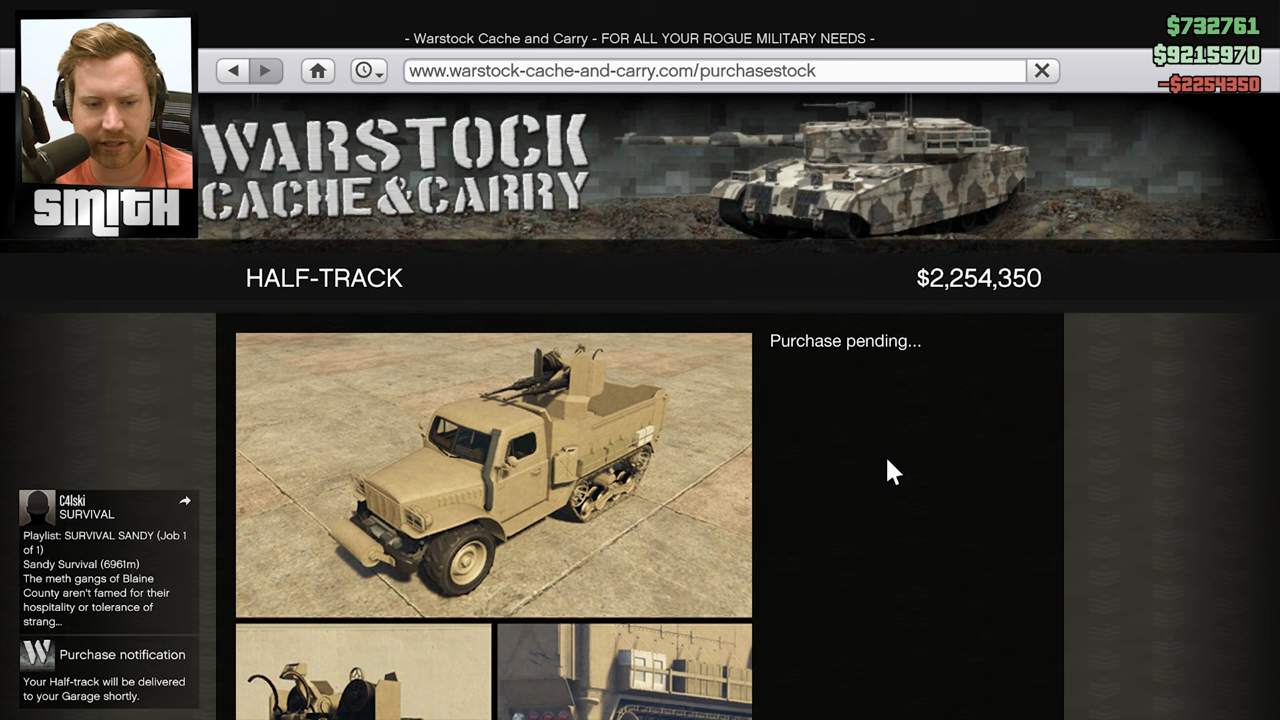 - Warstock Cache and Carry - FOR ALL YOUR ROGUE MILITARY NEEDS -
$732761
$9215970
-$2254350
www.warstock-cache-and-carry.com/purchasestock
WARSTOCK
CACHE&CARRY
SMITH
HALF-TRACK
$2,254,350
Purchase pending...
C4lski
SURVIVAL
Playlist: SURVIVAL SANDY (Job 1
of 1)
Sandy Survival (6961m)
The meth gangs of Blaine
County aren't famed for their
hospitality or tolerance of
strang...
W
Purchase notification
Your Half-track will be delivered
to your Garage shortly.